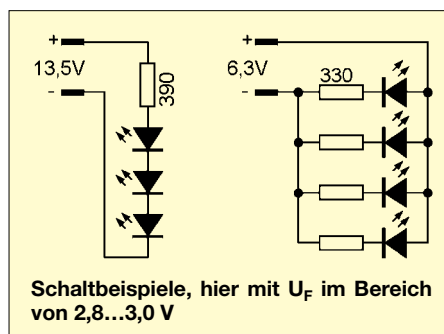 +
13,5V
-
390
+
6,3V
-
330
Schaltbeispiele, hier mit UF im Bereich
von 2,8...3,0 V